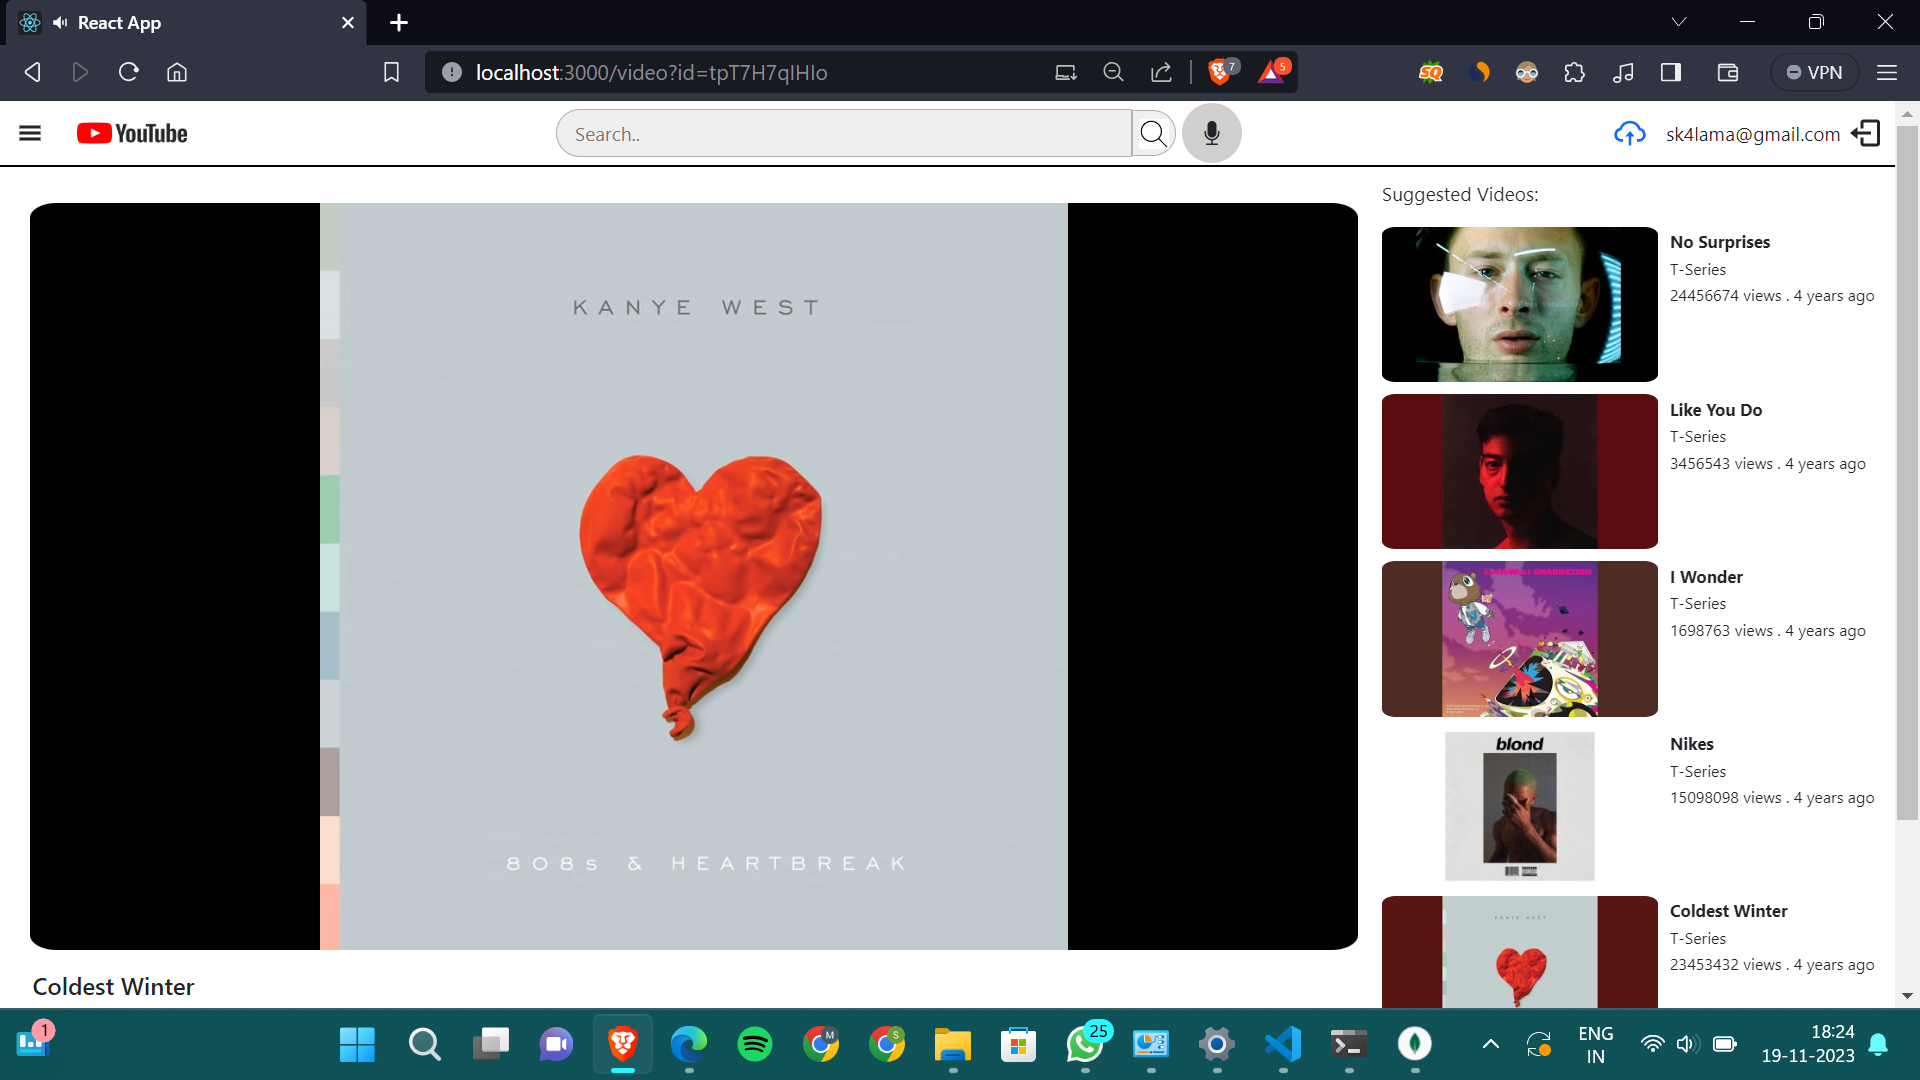 React App
localhost:3000/video?id=tpT7H7qIHIo
7
5
VPN
YouTube
Search..
sk4lama@gmail.com
KANYE WEST
808s & HEARTBREAK
Coldest Winter
Suggested Videos:
No Surprises
T-Series
24456674 views . 4 years ago
Like You Do
T-Series
3456543 views . 4 years ago
I Wonder
T-Series
1698763 views . 4 years ago
blond
Nikes
T-Series
15098098 views . 4 years ago
KANYE WEST
Coldest Winter
T-Series
23453432 views . 4 years ago
1
M
S
25
ENG
IN
18:24
19-11-2023